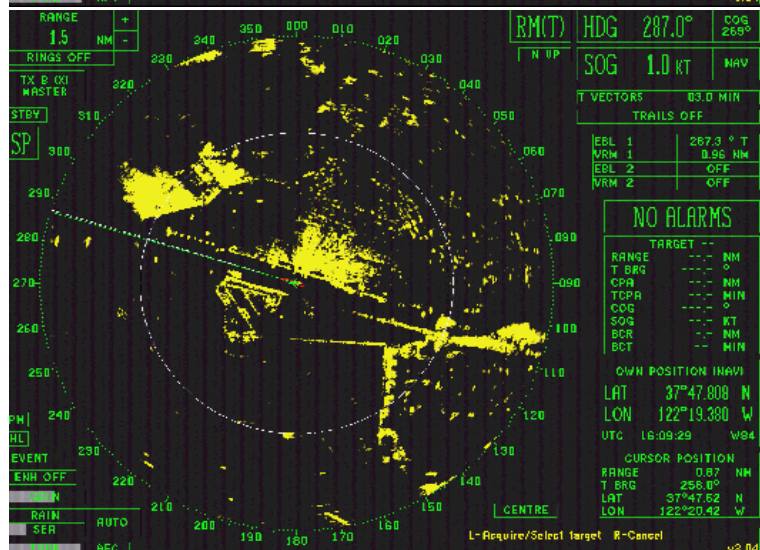 RANGE
1.5 NM
+
-
RINGS OFF
TX B (X)
MASTER
STBY
SP
RM(T)
N UP
HDG 287.0°
COG
269°
SOG 1.0 KT
NAV
T VECTORS 03.0 MIN
TRAILS OFF
EBL 1 287.3 ° T
VRM 1 0.96 NM
EBL 2 OFF
VRM 2 OFF
NO ALARMS
TARGET --
RANGE --.- NM
T BRG ---.- °
CPA --.- NM
TCPA --.- MIN
COG ---.- °
SOG --.- KT
BCR --.- NM
BCT --.- MIN
OWN POSITION (NAV)
LAT 37°47.808 N
LON 122°19.380 W
UTC 16:09:29 W84
CURSOR POSITION
RANGE 0.87 NM
T BRG 258.0°
LAT 37°47.62 N
LON 122°20.42 W
000
010
020
030
040
050
060
070
080
090
100
110
120
130
140
150
160
170
180
190
200
210
220
230
240
250
260
270
280
290
300
310
320
330
340
350
HL
EVENT
ENH OFF
RAIN
AUTO
SEA
AFC
CENTRE
L-Acquire/Select target R-Cancel
v2.04